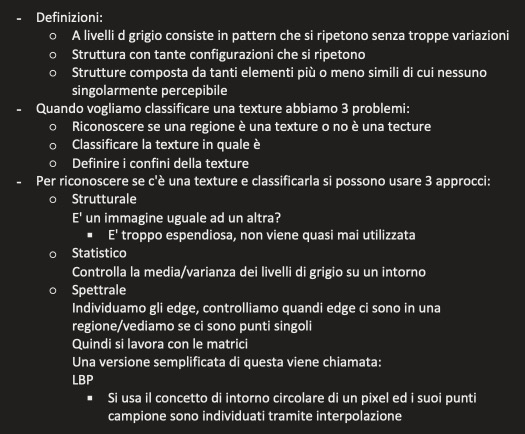 - Definizioni:
o A livelli d grigio consiste in pattern che si ripetono senza troppe variazioni
o Struttura con tante configurazioni che si ripetono
o Strutture composta da tanti elementi più o meno simili di cui nessuno
singolarmente percepibile
- Quando vogliamo classificare una texture abbiamo 3 problemi:
o Riconoscere se una regione è una texture o no è una tecture
o Classificare la texture in quale è
o Definire i confini della texture
- Per riconoscere se c'è una texture e classificarla si possono usare 3 approcci:
o Strutturale
E' un immagine uguale ad un altra?
▪ E' troppo espendiosa, non viene quasi mai utilizzata
o Statistico
Controlla la media/varianza dei livelli di grigio su un intorno
o Spettrale
Individuamo gli edge, controlliamo quandi edge ci sono in una
regione/vediamo se ci sono punti singoli
Quindi si lavora con le matrici
Una versione semplificata di questa viene chiamata:
LBP
▪ Si usa il concetto di intorno circolare di un pixel ed i suoi punti
campione sono individuati tramite interpolazione